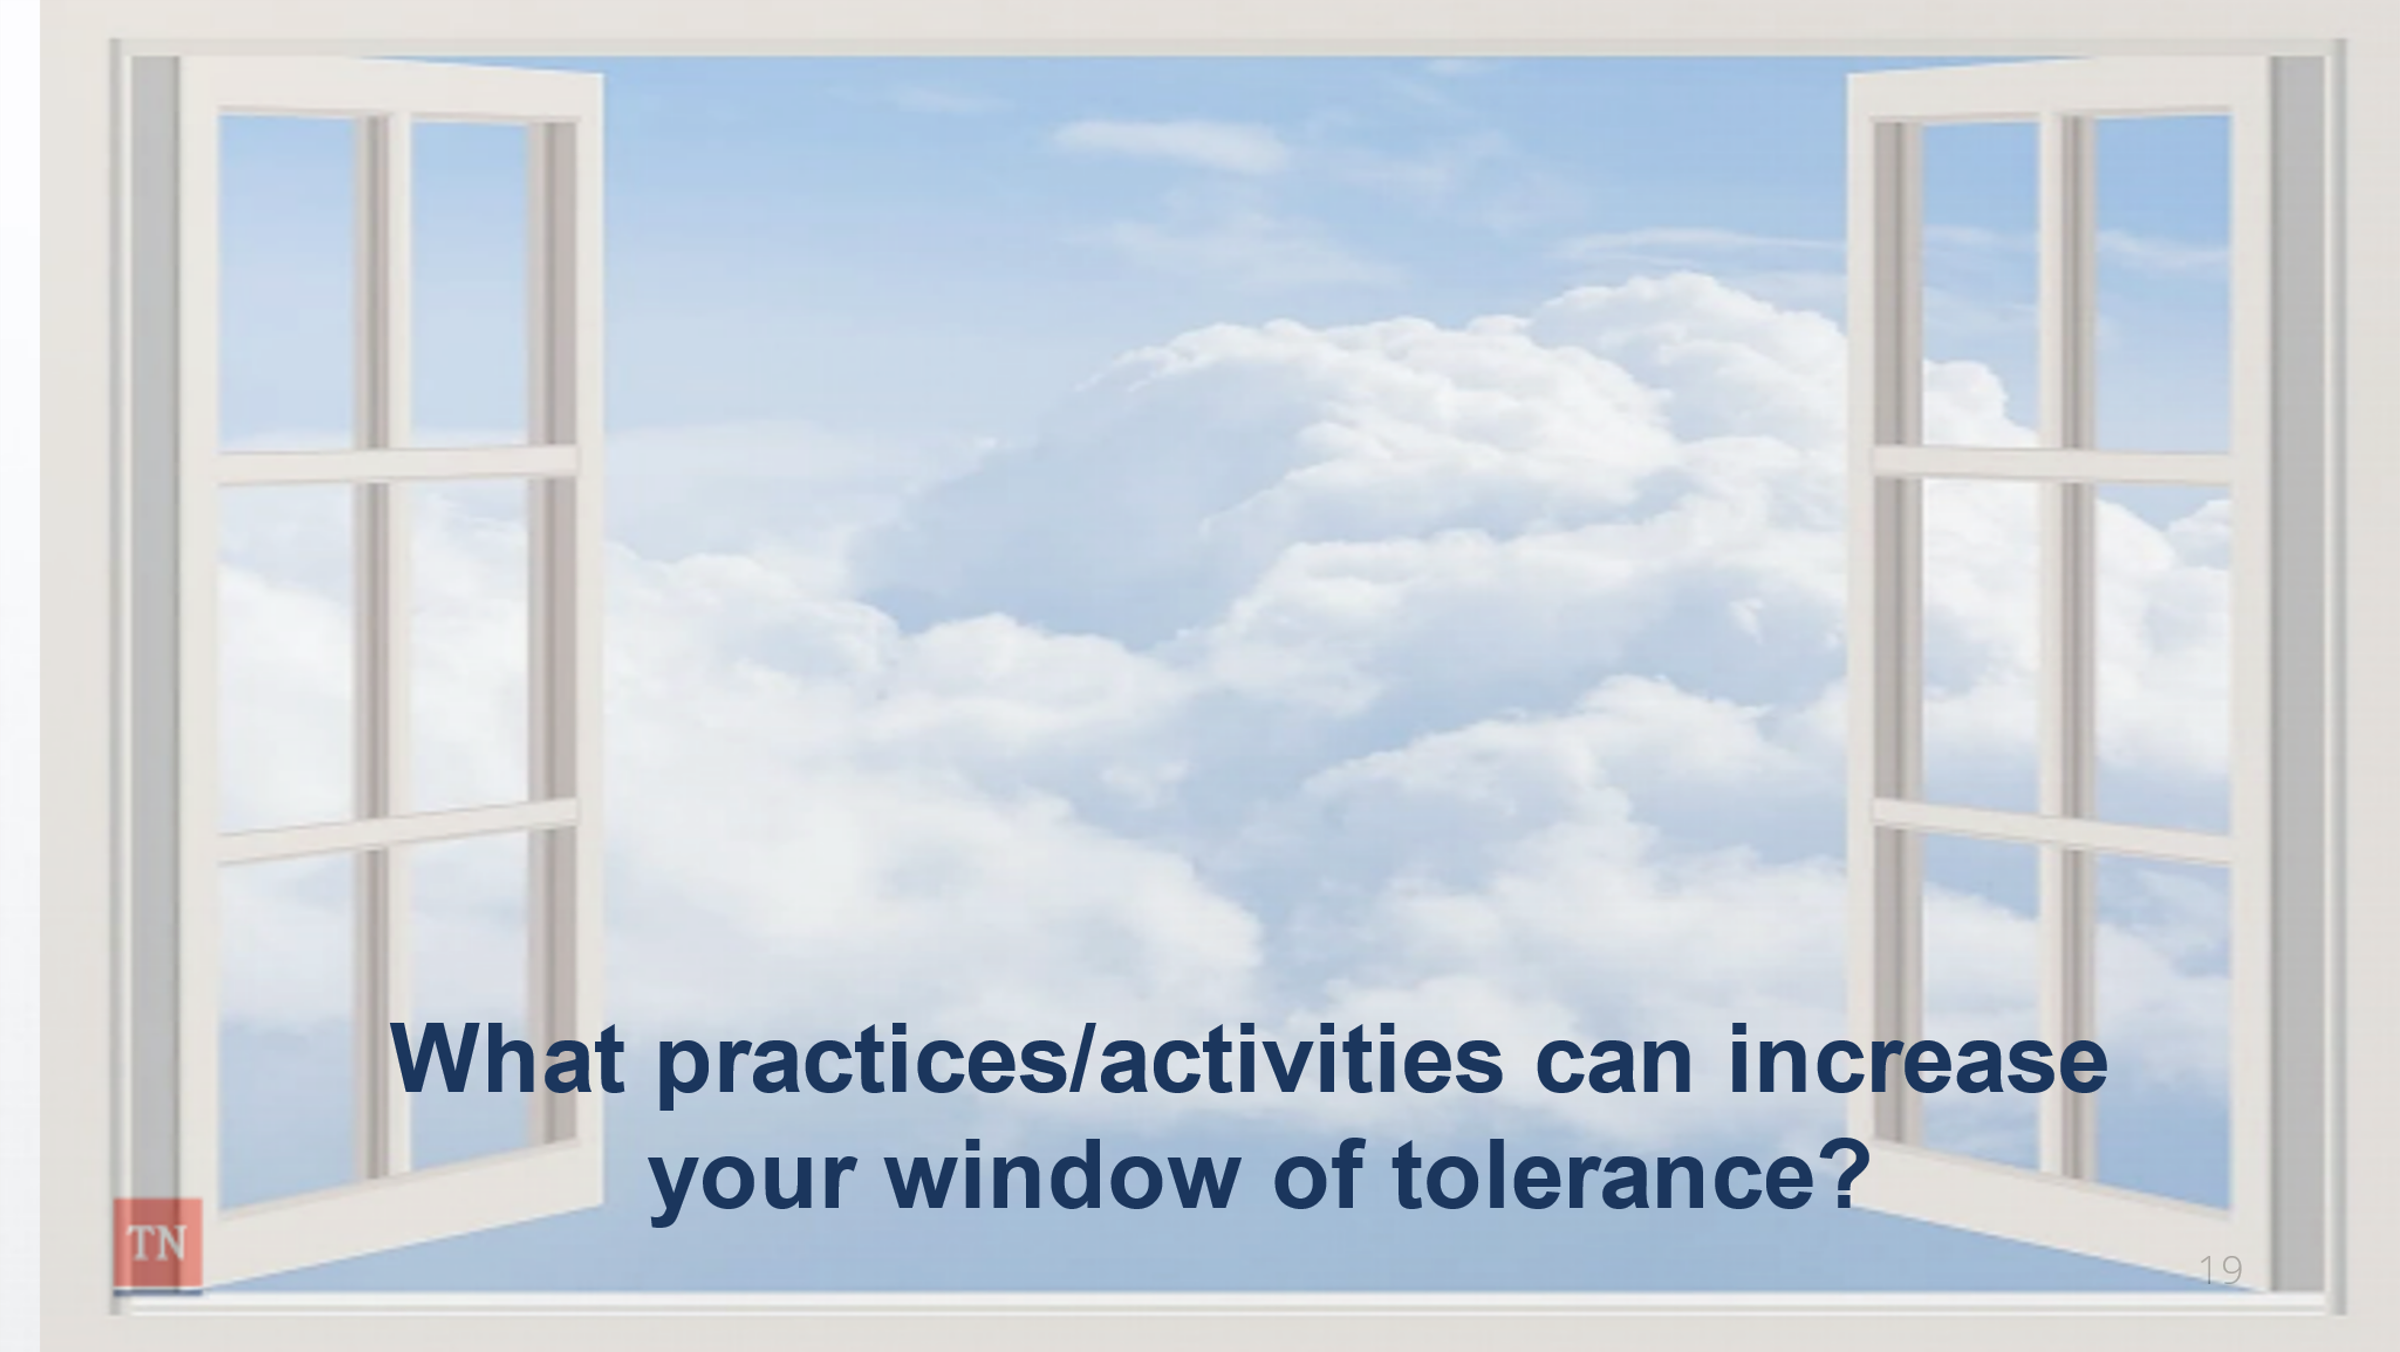 What practices/activities can increase
your window of tolerance?
TN
19